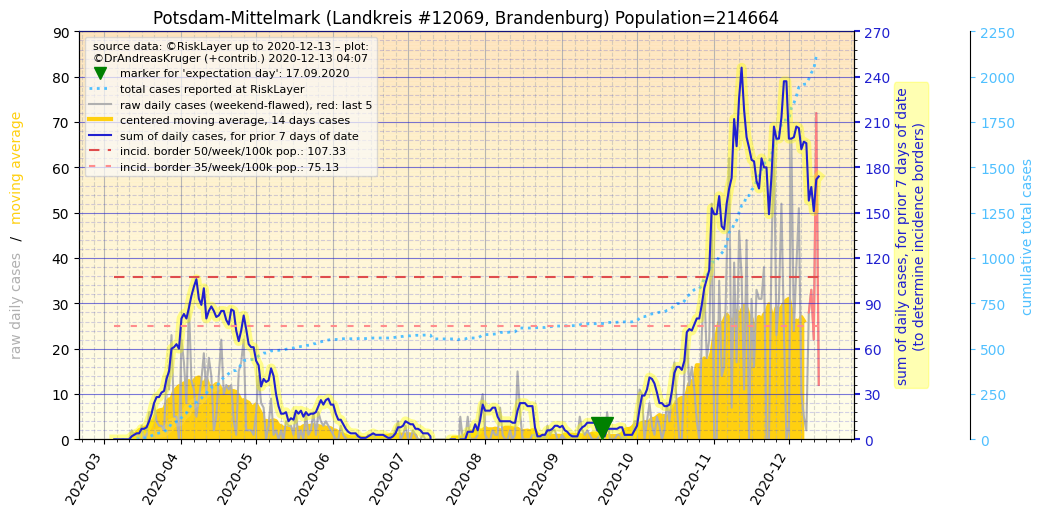 Potsdam-Mittelmark (Landkreis #12069, Brandenburg) Population=214664
source data: ©RiskLayer up to 2020-12-13 – plot:
©DrAndreasKruger (+contrib.) 2020-12-13 04:07
marker for 'expectation day': 17.09.2020
total cases reported at RiskLayer
raw daily cases (weekend-flawed), red: last 5
centered moving average, 14 days cases
sum of daily cases, for prior 7 days of date
incid. border 50/week/100k pop.: 107.33
incid. border 35/week/100k pop.: 75.13
raw daily cases / moving average
90
80
70
60
50
40
30
20
10
0
2020-03
2020-04
2020-05
2020-06
2020-07
2020-08
2020-09
2020-10
2020-11
2020-12
270
240
210
180
150
120
90
60
30
0
sum of daily cases, for prior 7 days of date
(to determine incidence borders)
2250
2000
1750
1500
1250
1000
750
500
250
0
cumulative total cases